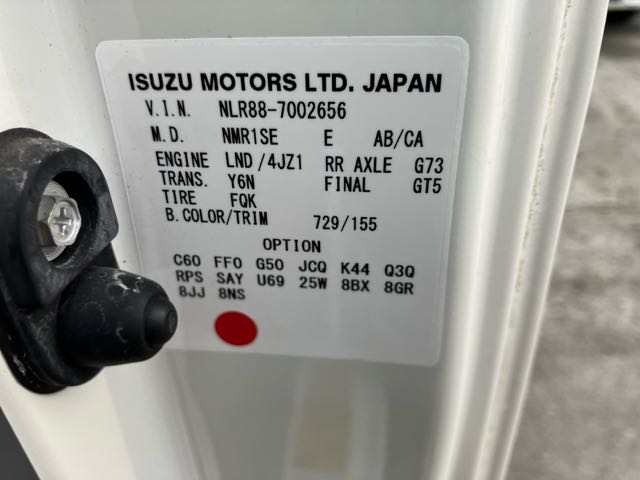 ISUZU MOTORS LTD. JAPAN
V.I.N. NLR88-7002656
M.D. NMR1SE E AB/CA
ENGINE LND/4JZ1 RR AXLE G73
TRANS. Y6N FINAL GT5
TIRE FQK
B.COLOR/TRIM 729/155
OPTION
C60 FF0 G50 JCQ K44 Q3Q
RPS SAY U69 25W 8BX 8GR
8JJ 8NS